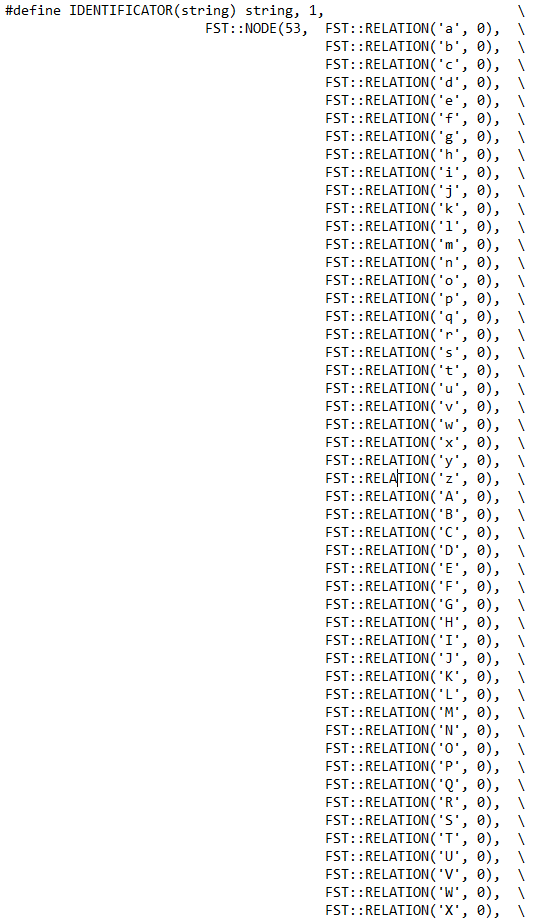 #define IDENTIFICATOR(string) string, 1, \
FST::NODE(53, FST::RELATION('a', 0), \
FST::RELATION('b', 0), \
FST::RELATION('c', 0), \
FST::RELATION('d', 0), \
FST::RELATION('e', 0), \
FST::RELATION('f', 0), \
FST::RELATION('g', 0), \
FST::RELATION('h', 0), \
FST::RELATION('i', 0), \
FST::RELATION('j', 0), \
FST::RELATION('k', 0), \
FST::RELATION('l', 0), \
FST::RELATION('m', 0), \
FST::RELATION('n', 0), \
FST::RELATION('o', 0), \
FST::RELATION('p', 0), \
FST::RELATION('q', 0), \
FST::RELATION('r', 0), \
FST::RELATION('s', 0), \
FST::RELATION('t', 0), \
FST::RELATION('u', 0), \
FST::RELATION('v', 0), \
FST::RELATION('w', 0), \
FST::RELATION('x', 0), \
FST::RELATION('y', 0), \
FST::RELATION('z', 0), \
FST::RELATION('A', 0), \
FST::RELATION('B', 0), \
FST::RELATION('C', 0), \
FST::RELATION('D', 0), \
FST::RELATION('E', 0), \
FST::RELATION('F', 0), \
FST::RELATION('G', 0), \
FST::RELATION('H', 0), \
FST::RELATION('I', 0), \
FST::RELATION('J', 0), \
FST::RELATION('K', 0), \
FST::RELATION('L', 0), \
FST::RELATION('M', 0), \
FST::RELATION('N', 0), \
FST::RELATION('O', 0), \
FST::RELATION('P', 0), \
FST::RELATION('Q', 0), \
FST::RELATION('R', 0), \
FST::RELATION('S', 0), \
FST::RELATION('T', 0), \
FST::RELATION('U', 0), \
FST::RELATION('V', 0), \
FST::RELATION('W', 0), \
FST::RELATION('X', 0), \